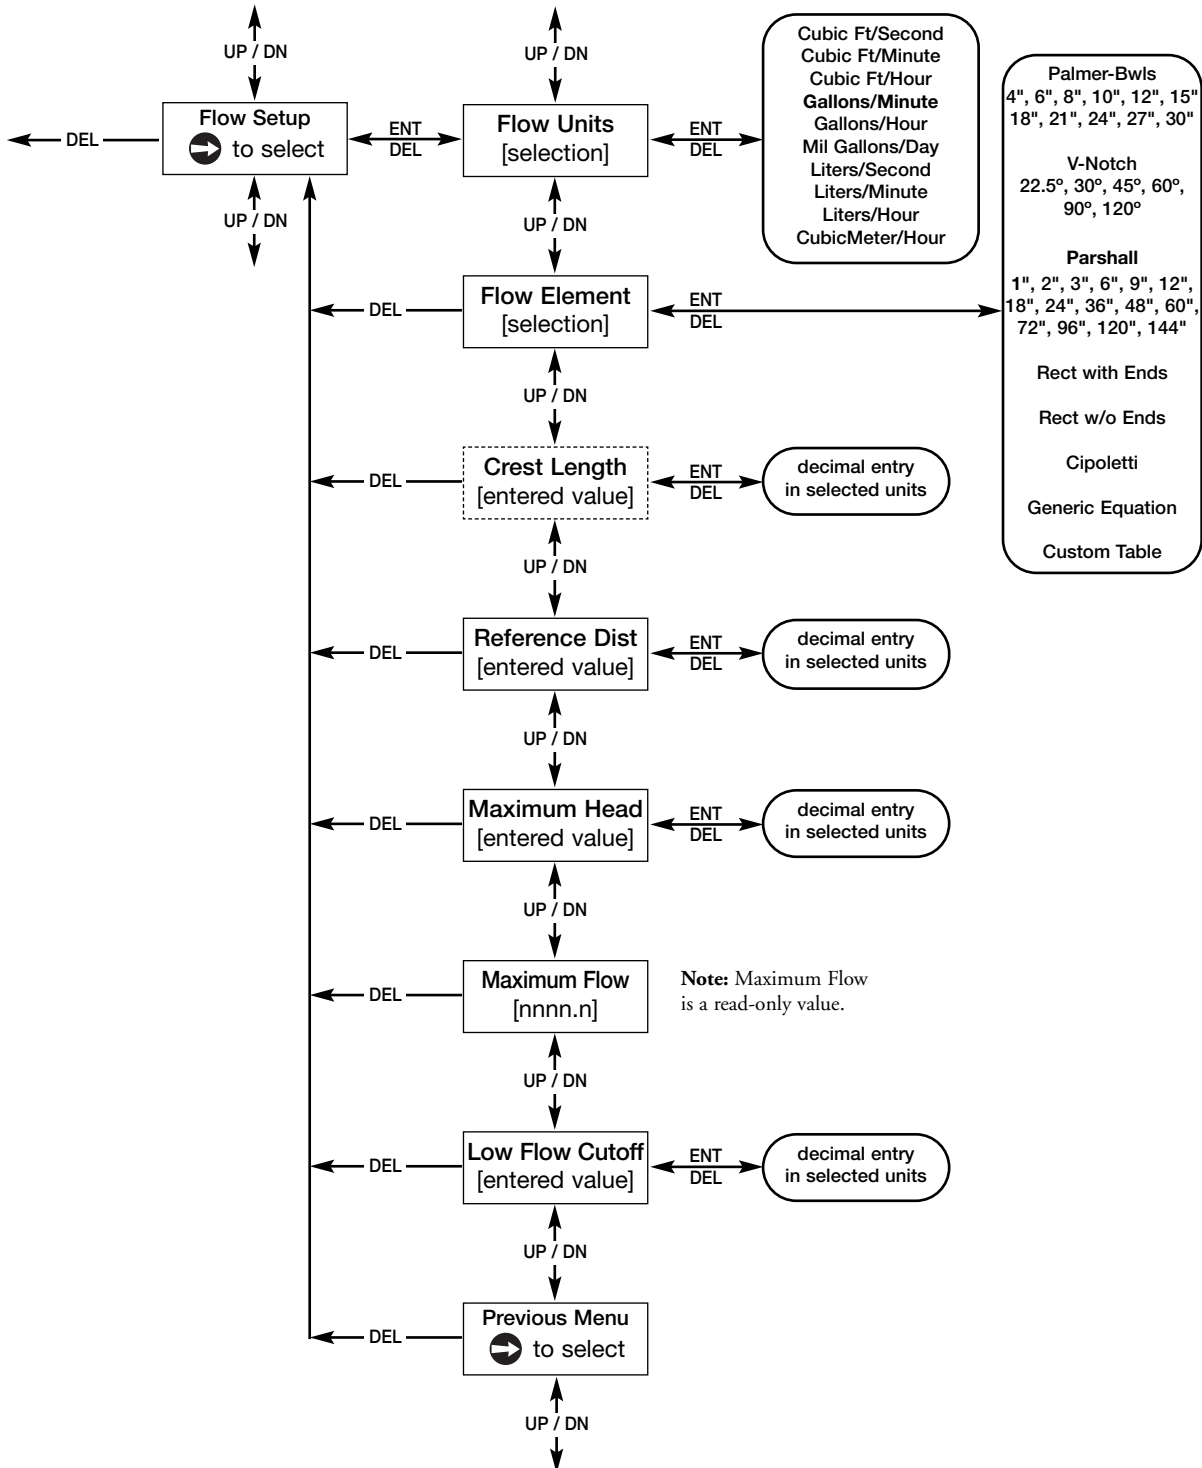 UP / DN
UP / DN
Flow Setup
to select
DEL
ENT
DEL
Flow Units
[selection]
ENT
DEL
Cubic Ft/Second
Cubic Ft/Minute
Cubic Ft/Hour
Gallons/Minute
Gallons/Hour
Mil Gallons/Day
Liters/Second
Liters/Minute
Liters/Hour
CubicMeter/Hour
UP / DN
UP / DN
Flow Element
[selection]
DEL
ENT
DEL
Palmer-Bwls
4", 6", 8", 10", 12", 15"
18", 21", 24", 27", 30"
V-Notch
22.5º, 30º, 45º, 60º,
90º, 120º
Parshall
1", 2", 3", 6", 9", 12",
18", 24", 36", 48", 60",
72", 96", 120", 144"
Rect with Ends
Rect w/o Ends
Cipoletti
Generic Equation
Custom Table
UP / DN
DEL
Crest Length
[entered value]
ENT
DEL
decimal entry
in selected units
UP / DN
DEL
Reference Dist
[entered value]
ENT
DEL
decimal entry
in selected units
UP / DN
DEL
Maximum Head
[entered value]
ENT
DEL
decimal entry
in selected units
UP / DN
DEL
Maximum Flow
[nnnn.n]
Note: Maximum Flow
is a read-only value.
UP / DN
DEL
Low Flow Cutoff
[entered value]
ENT
DEL
decimal entry
in selected units
UP / DN
DEL
Previous Menu
to select
UP / DN